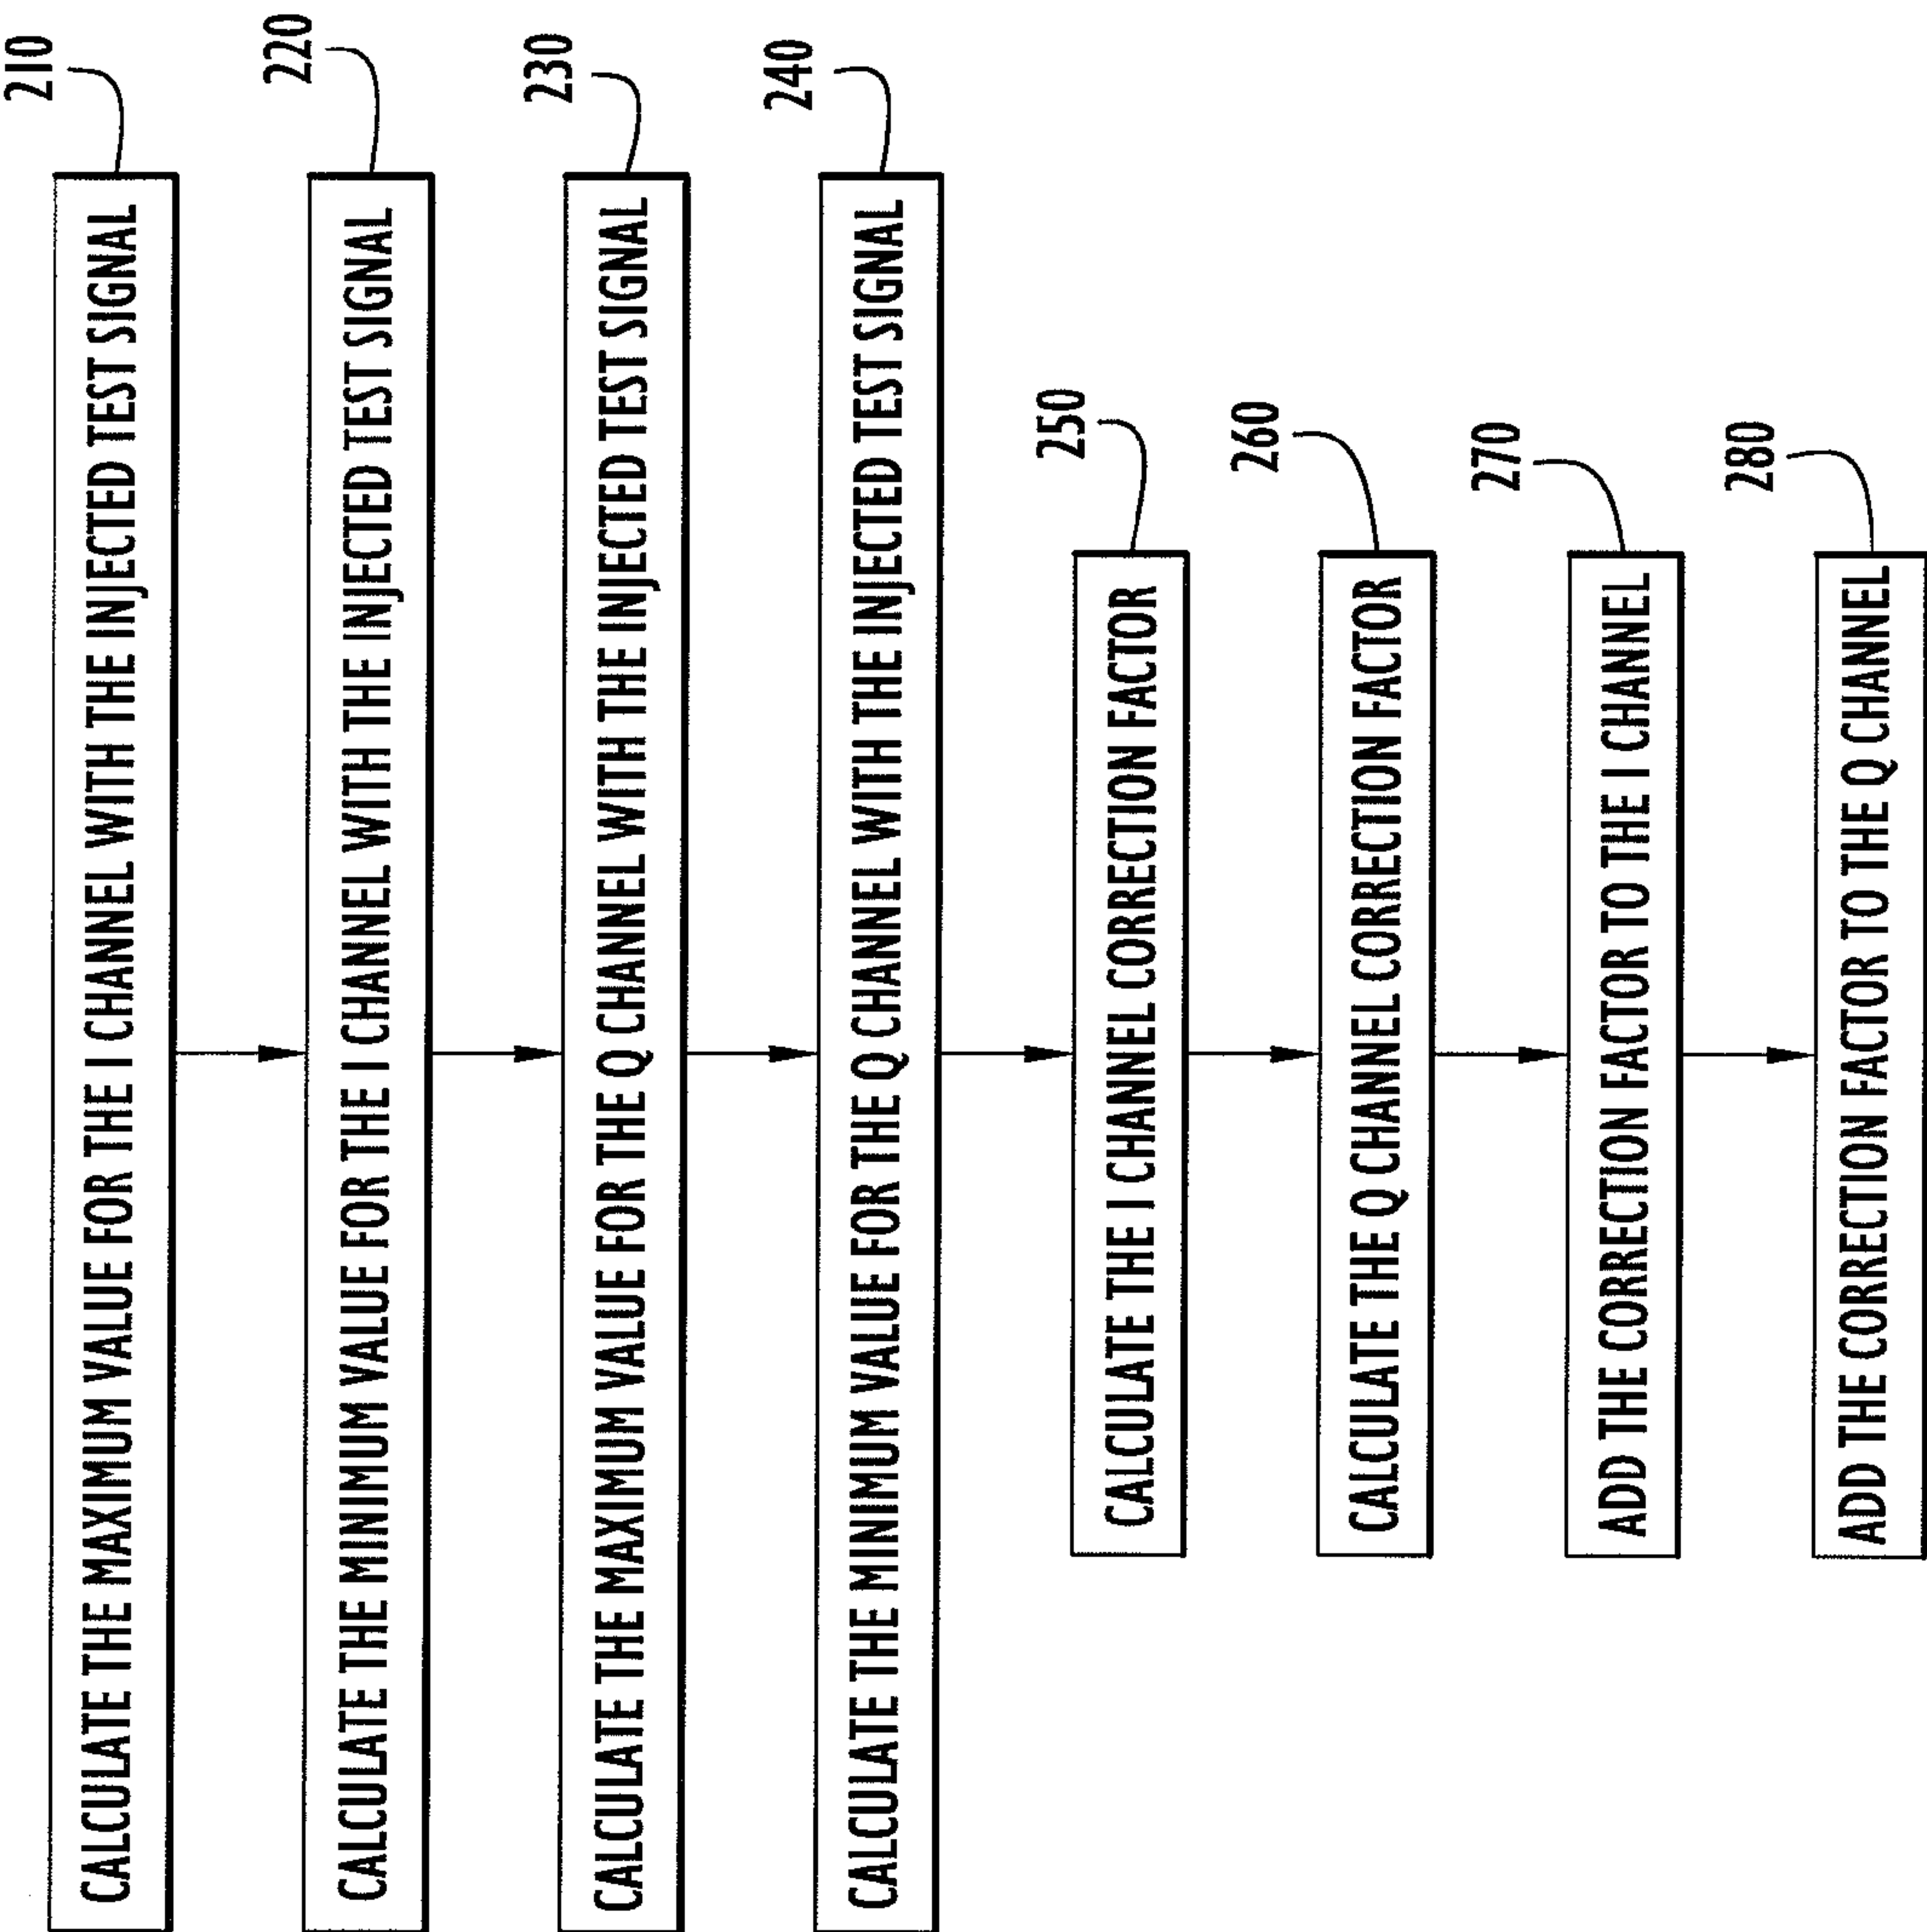 210
CALCULATE THE MAXIMUM VALUE FOR THE I CHANNEL WITH THE INJECTED TEST SIGNAL
220
CALCULATE THE MINIMUM VALUE FOR THE I CHANNEL WITH THE INJECTED TEST SIGNAL
230
CALCULATE THE MAXIMUM VALUE FOR THE Q CHANNEL WITH THE INJECTED TEST SIGNAL
240
CALCULATE THE MINIMUM VALUE FOR THE Q CHANNEL WITH THE INJECTED TEST SIGNAL
250
CALCULATE THE I CHANNEL CORRECTION FACTOR
260
CALCULATE THE Q CHANNEL CORRECTION FACTOR
270
ADD THE CORRECTION FACTOR TO THE I CHANNEL
280
ADD THE CORRECTION FACTOR TO THE Q CHANNEL